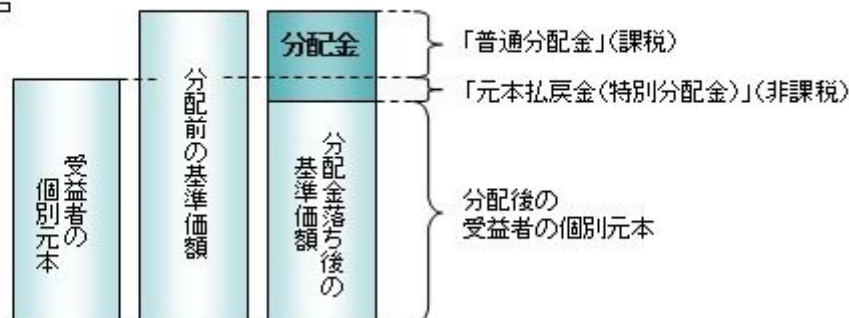 受益者の
個別元本
分配前の基準価額
分配金
分配金落ち後の
基準価額
「普通分配金」(課税)
「元本払戻金(特別分配金)」(非課税)
分配後の
受益者の個別元本